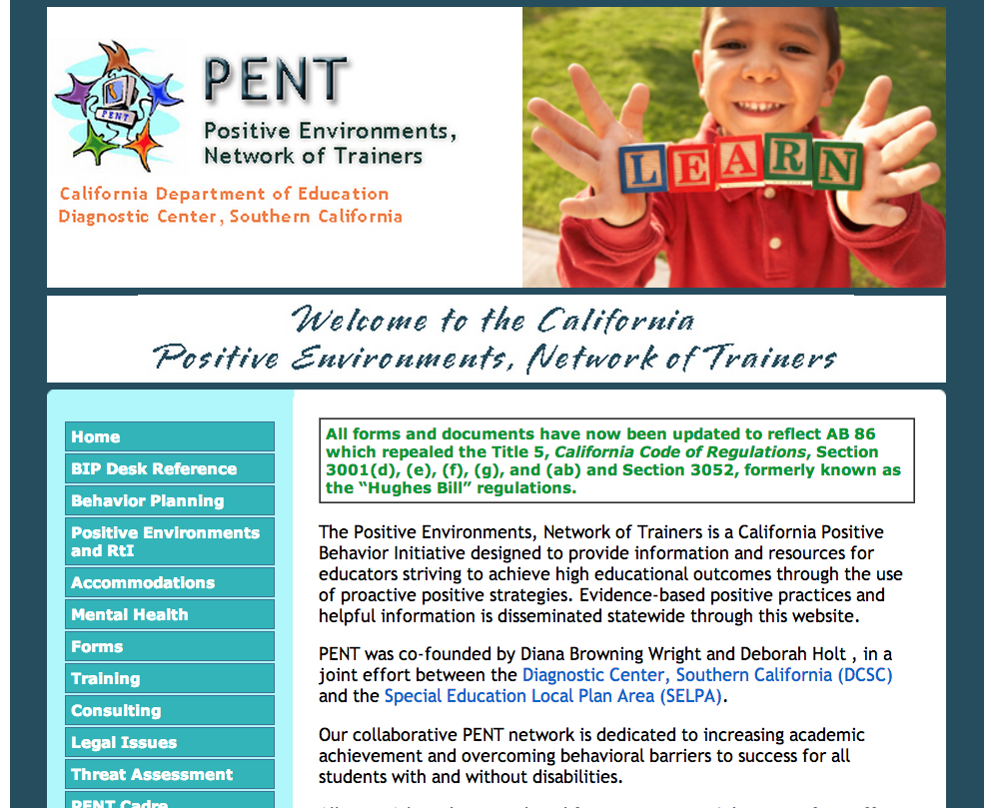 PENT
PENT
Positive Environments,
Network of Trainers
California Department of Education
Diagnostic Center, Southern California
LEARN
Welcome to the California
Positive Environments, Network of Trainers
Home
BIP Desk Reference
Behavior Planning
Positive Environments
and RtI
Accommodations
Mental Health
Forms
Training
Consulting
Legal Issues
Threat Assessment
PENT Cadre
All forms and documents have now been updated to reflect AB 86
which repealed the Title 5, California Code of Regulations, Section
3001(d), (e), (f), (g), and (ab) and Section 3052, formerly known as
the “Hughes Bill” regulations.
The Positive Environments, Network of Trainers is a California Positive
Behavior Initiative designed to provide information and resources for
educators striving to achieve high educational outcomes through the use
of proactive positive strategies. Evidence-based positive practices and
helpful information is disseminated statewide through this website.
PENT was co-founded by Diana Browning Wright and Deborah Holt , in a
joint effort between the Diagnostic Center, Southern California (DCSC)
and the Special Education Local Plan Area (SELPA).
Our collaborative PENT network is dedicated to increasing academic
achievement and overcoming behavioral barriers to success for all
students with and without disabilities.